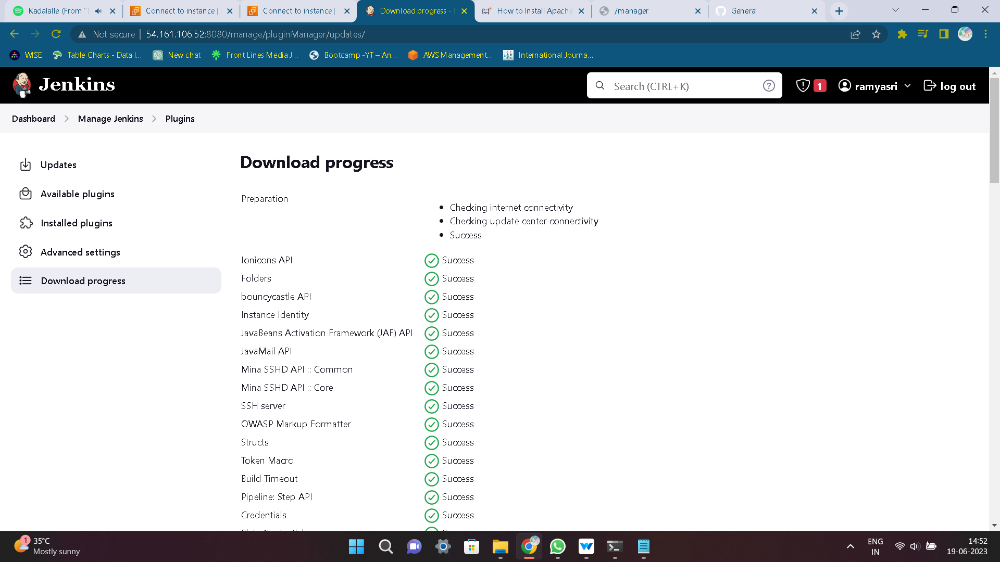 Kadalalle (From "
Connect to instance |
Connect to instance |
Download progress -
How to Install Apache
/manager
General
Not secure | 54.161.106.52:8080/manage/pluginManager/updates/
WISE
Table Charts - Data I...
New chat
Front Lines Media J...
Bootcamp -YT – An...
AWS Management...
International Journa...
Jenkins
Search (CTRL+K)
?
1
ramyasri
log out
Dashboard
Manage Jenkins
Plugins
Updates
Available plugins
Installed plugins
Advanced settings
Download progress
Download progress
Preparation
Checking internet connectivity
Checking update center connectivity
Success
Ionicons API Success
Folders Success
bouncycastle API Success
Instance Identity Success
JavaBeans Activation Framework (JAF) API Success
JavaMail API Success
Mina SSHD API :: Common Success
Mina SSHD API :: Core Success
SSH server Success
OWASP Markup Formatter Success
Structs Success
Token Macro Success
Build Timeout Success
Pipeline: Step API Success
Credentials Success
1
35°C
Mostly sunny
ENG
IN
14:52
19-06-2023